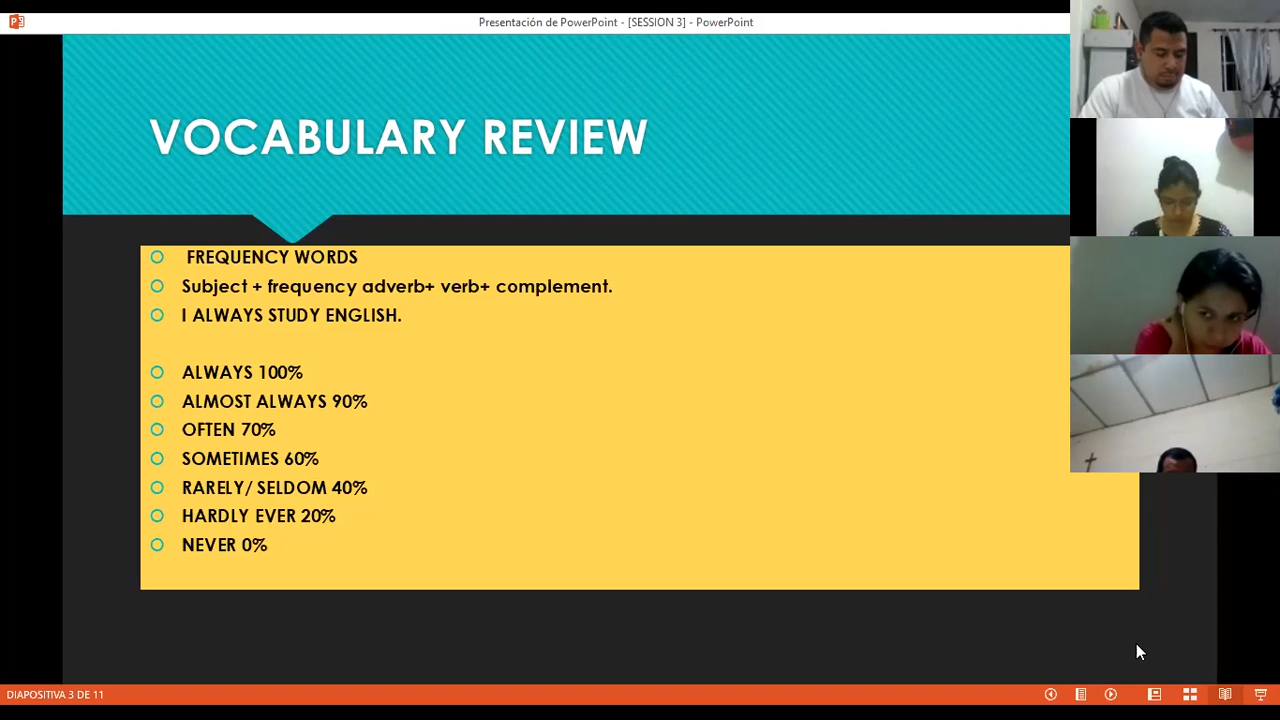 Presentación de PowerPoint - [SESSION 3] - PowerPoint
VOCABULARY REVIEW
FREQUENCY WORDS
Subject + frequency adverb+ verb+ complement.
I ALWAYS STUDY ENGLISH.
ALWAYS 100%
ALMOST ALWAYS 90%
OFTEN 70%
SOMETIMES 60%
RARELY/ SELDOM 40%
HARDLY EVER 20%
NEVER 0%
DIAPOSITIVA 3 DE 11